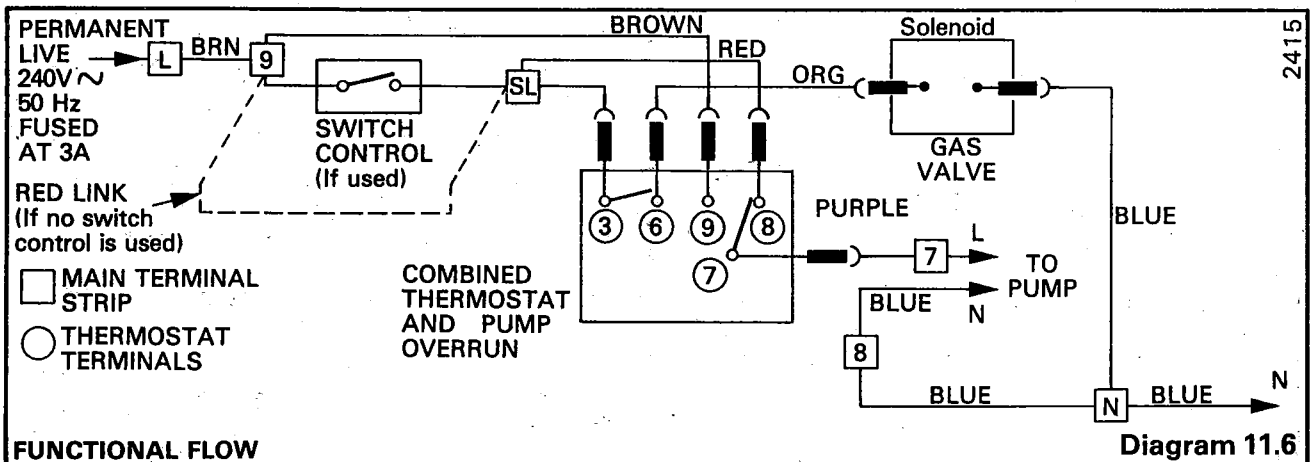 PERMANENT
LIVE
240V ~
50 Hz
FUSED
AT 3A
L
BRN
9
BROWN
RED
SWITCH
CONTROL
(If used)
SL
ORG
Solenoid
GAS
VALVE
2415
RED LINK
(If no switch
control is used)
3
6
9
8
7
PURPLE
7
L
TO
PUMP
BLUE
N
BLUE
MAIN TERMINAL
STRIP
THERMOSTAT
TERMINALS
COMBINED
THERMOSTAT
AND PUMP
OVERRUN
8
BLUE
N
BLUE
N
FUNCTIONAL FLOW
Diagram 11.6